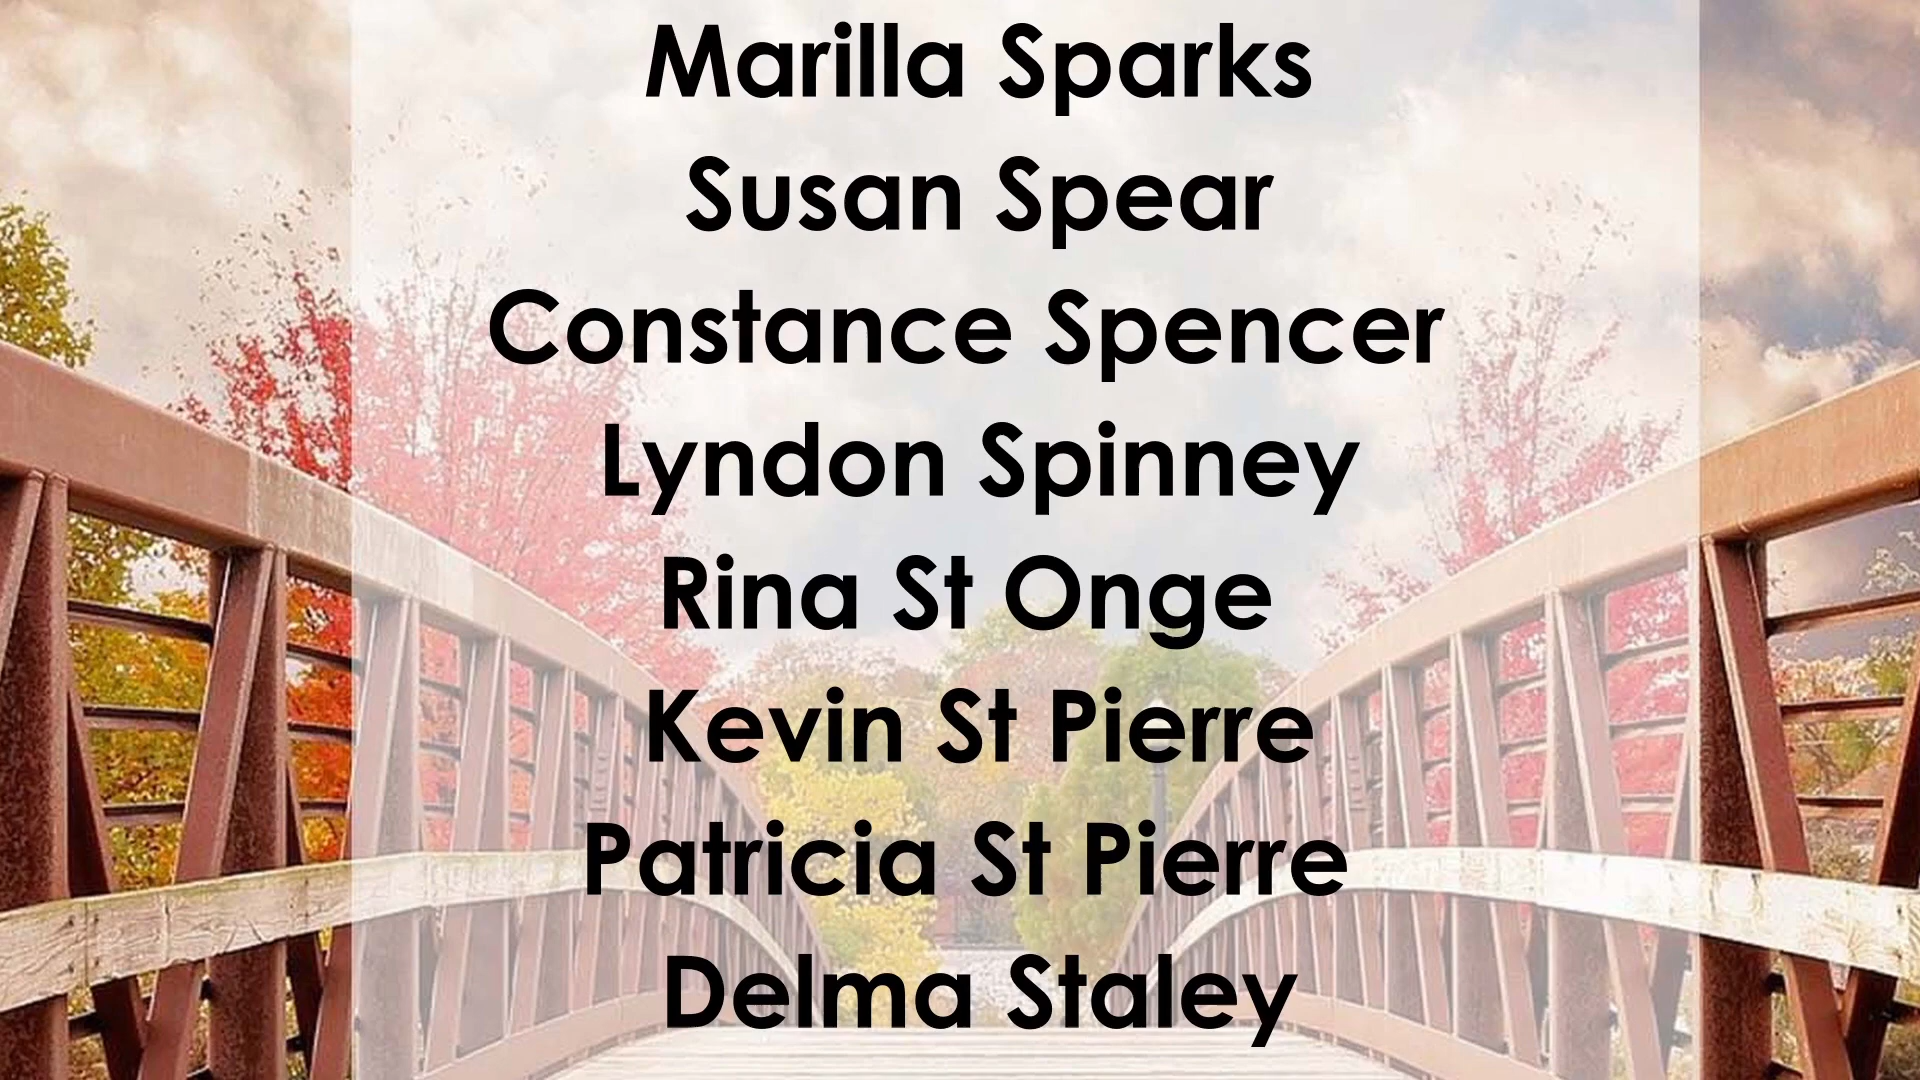 Marilla Sparks
Susan Spear
Constance Spencer
Lyndon Spinney
Rina St Onge
Kevin St Pierre
Patricia St Pierre
Delma Staley